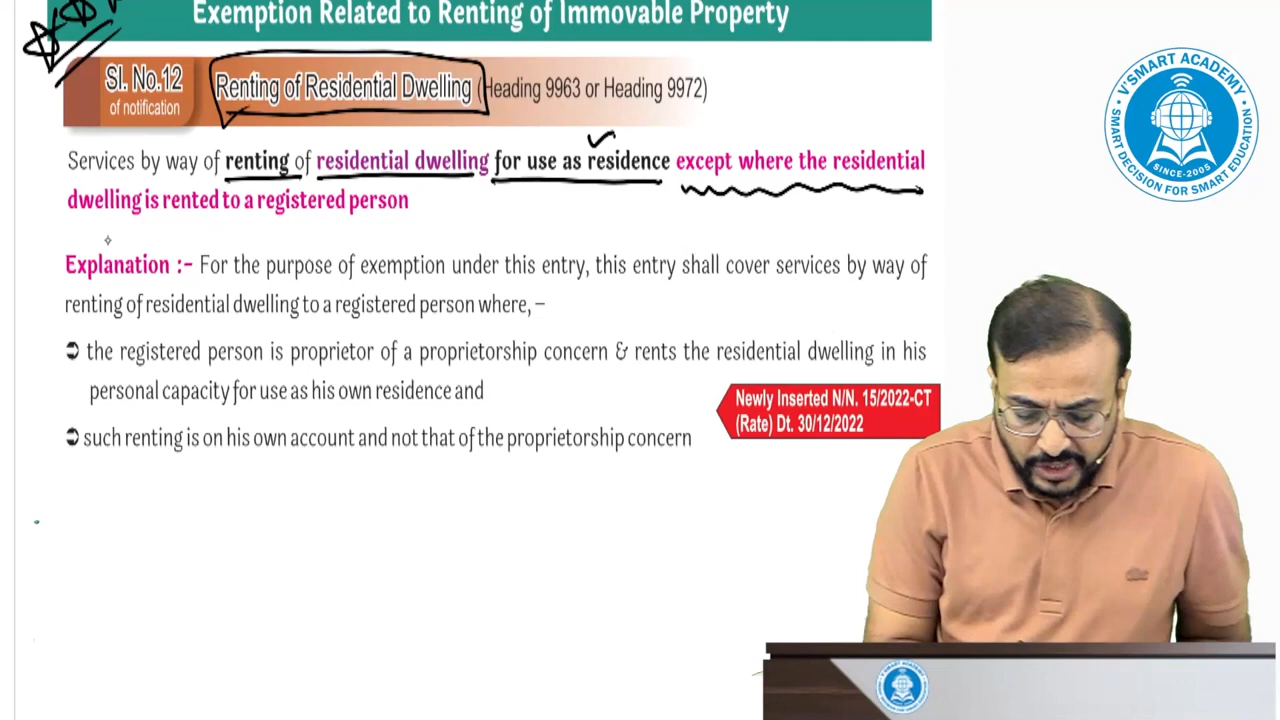 Exemption Related to Renting of Immovable Property
Sl. No.12
of notification
Renting of Residential Dwelling (Heading 9963 or Heading 9972)
Services by way of renting of residential dwelling for use as residence except where the residential
dwelling is rented to a registered person
Explanation :- For the purpose of exemption under this entry, this entry shall cover services by way of
renting of residential dwelling to a registered person where, –
➲ the registered person is proprietor of a proprietorship concern & rents the residential dwelling in his
personal capacity for use as his own residence and
➲ such renting is on his own account and not that of the proprietorship concern
Newly Inserted N/N. 15/2022-CT
(Rate) Dt. 30/12/2022
V'SMART ACADEMY
SINCE-2005
SMART DECISION FOR SMART EDUCATION